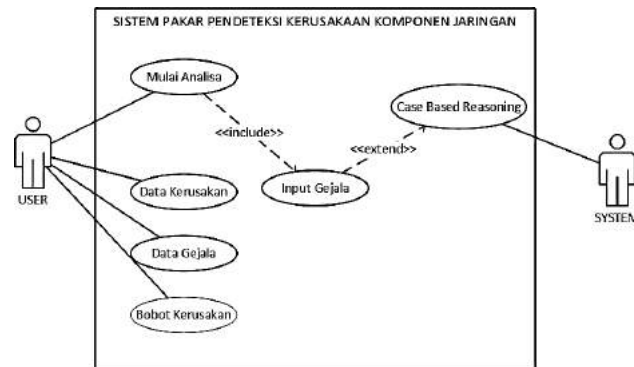 SISTEM PAKAR PENDETEKSI KERUSAKAAN KOMPONEN JARINGAN
Mulai Analisa
Case Based Reasoning
<<include>>
<<extend>>
USER
Data Kerusakan
Input Gejala
SYSTEM
Data Gejala
Bobot Kerusakan